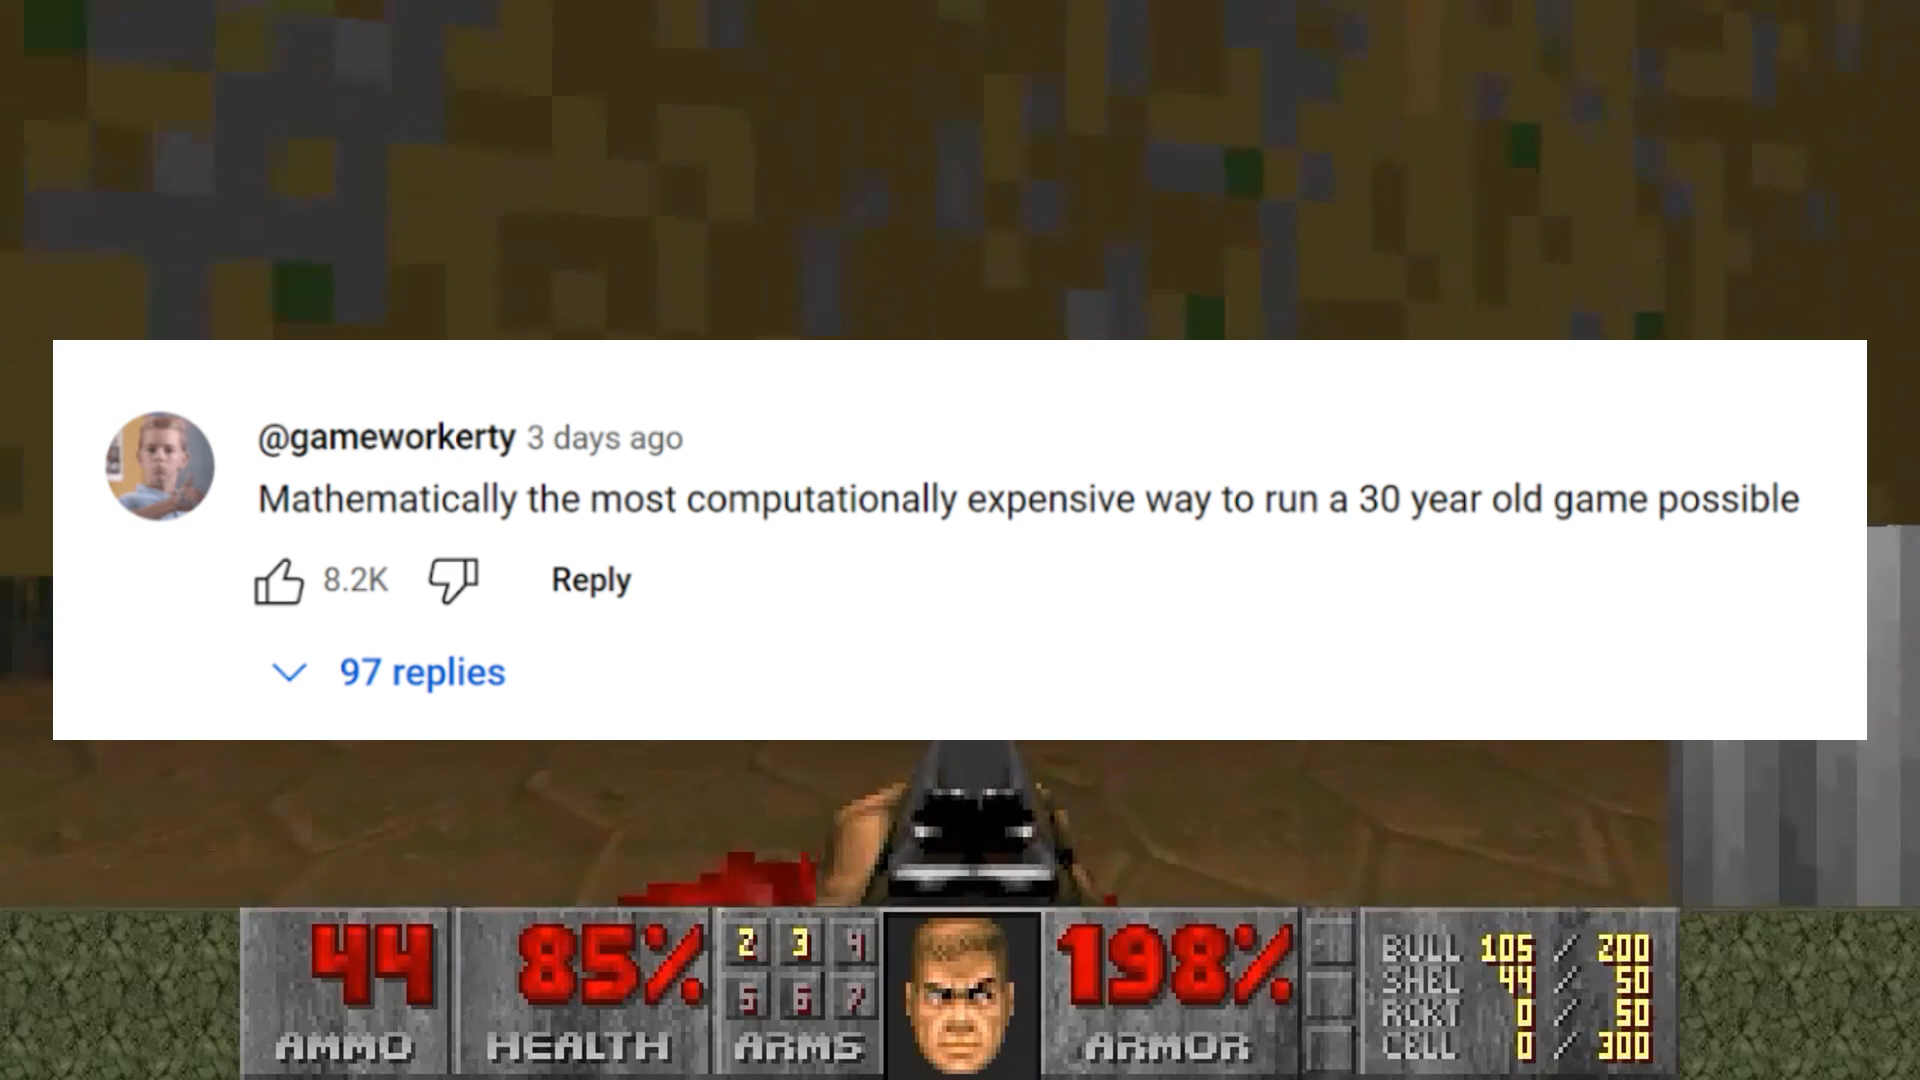 @gameworkerty 3 days ago
Mathematically the most computationally expensive way to run a 30 year old game possible
8.2K Reply
97 replies
44 85% 2 3 4 198% BULL 105 / 200
5 6 7 SHEL 44 / 50
RCKT 0 / 50
AMMO HEALTH ARMS ARMOR CELL 0 / 300